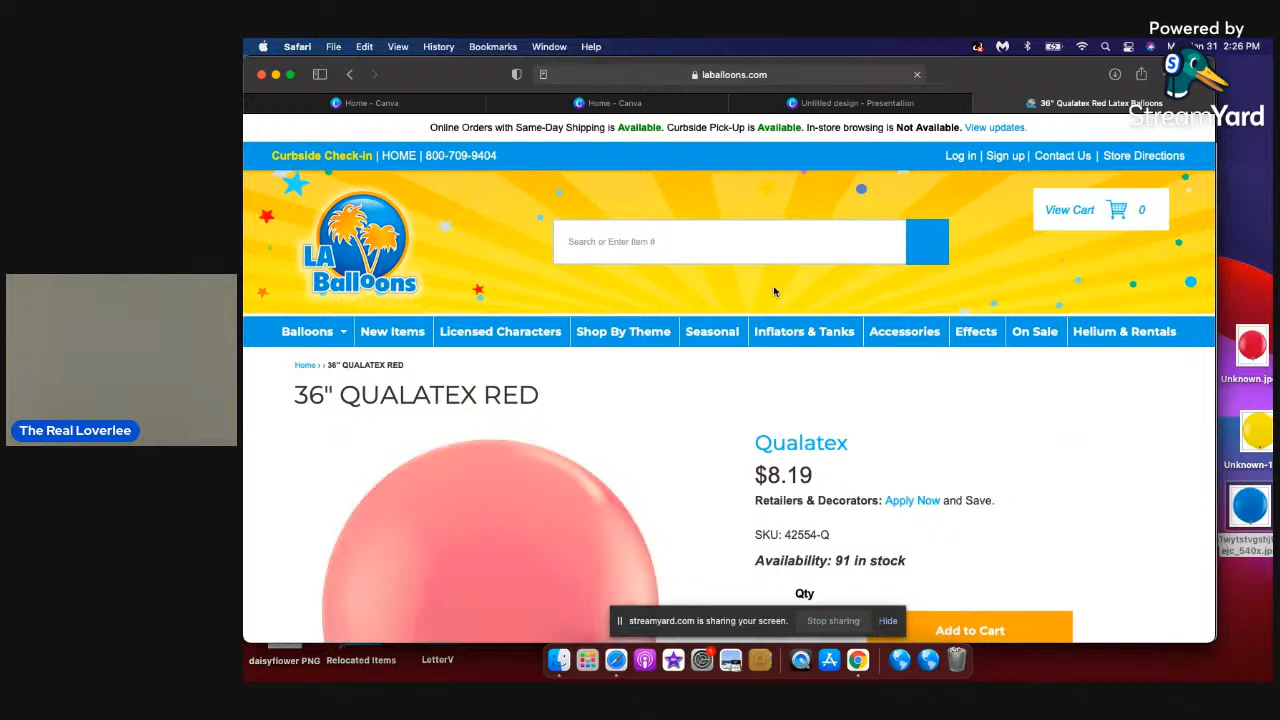 Powered by
StreamYard
Safari File Edit View History Bookmarks Window Help
31 2:26 PM
laballoons.com
Home – Canva
Home – Canva
Untitled design – Presentation
36" Qualatex Red Latex Balloons
Online Orders with Same-Day Shipping is Available. Curbside Pick-Up is Available. In-store browsing is Not Available. View updates.
Curbside Check-in | HOME | 800-709-9404
Log in | Sign up | Contact Us | Store Directions
LA
Balloons
Search or Enter Item #
View Cart 0
Balloons New Items Licensed Characters Shop By Theme Seasonal Inflators & Tanks Accessories Effects On Sale Helium & Rentals
Home › › 36" QUALATEX RED
36" QUALATEX RED
Qualatex
$8.19
Retailers & Decorators: Apply Now and Save.
SKU: 42554-Q
Availability: 91 in stock
Qty
Add to Cart
streamyard.com is sharing your screen. Stop sharing Hide
The Real Loverlee
Unknown.jp
Unknown-1
daisyflower PNG
Relocated Items
LetterV